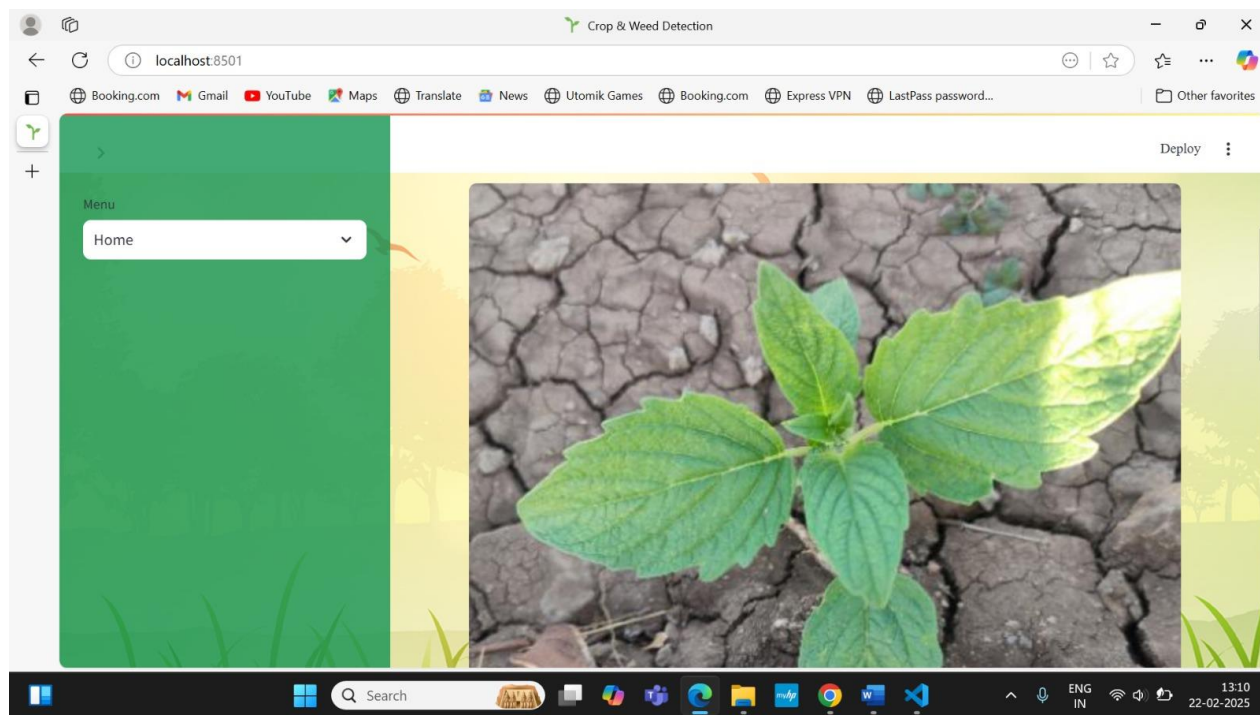 Crop & Weed Detection
localhost:8501
Booking.com Gmail YouTube Maps Translate News Utomik Games Booking.com Express VPN LastPass password... Other favorites
Deploy
Menu
Home
Search
myhp
ENG
IN
13:10
22-02-2025